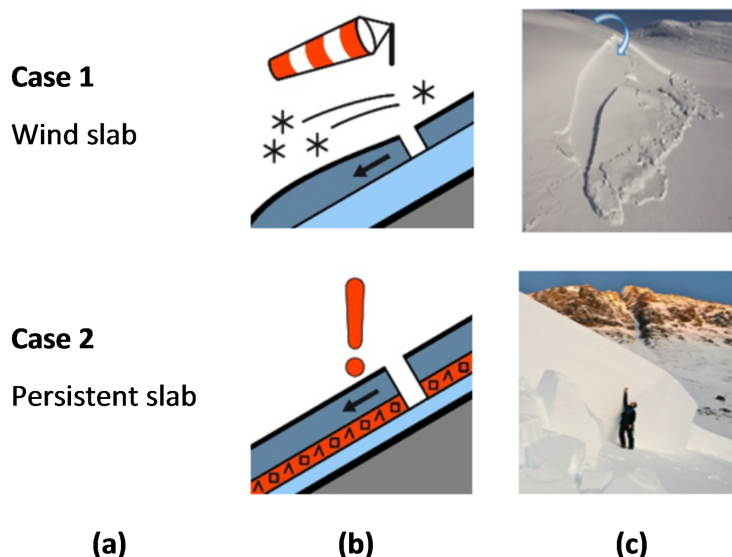 Case 1
Wind slab
Case 2
Persistent slab
(a)
(b)
(c)